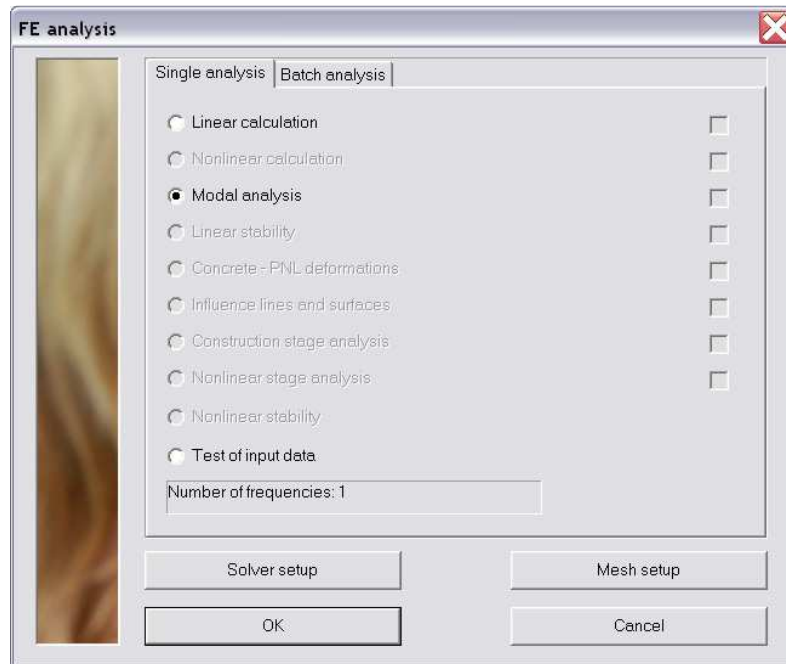 FE analysis
Single analysis
Batch analysis
Linear calculation
Nonlinear calculation
Modal analysis
Linear stability
Concrete - PNL deformations
Influence lines and surfaces
Construction stage analysis
Nonlinear stage analysis
Nonlinear stability
Test of input data
Number of frequencies: 1
Solver setup
Mesh setup
OK
Cancel